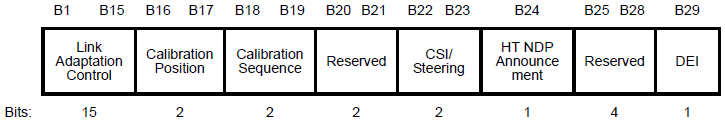 B1 B15 B16 B17 B18 B19 B20 B21 B22 B23 B24 B25 B28 B29
Link Adaptation Control
Calibration Position
Calibration Sequence
Reserved
CSI/ Steering
HT NDP Announce ment
Reserved
DEI
Bits: 15 2 2 2 2 1 4 1